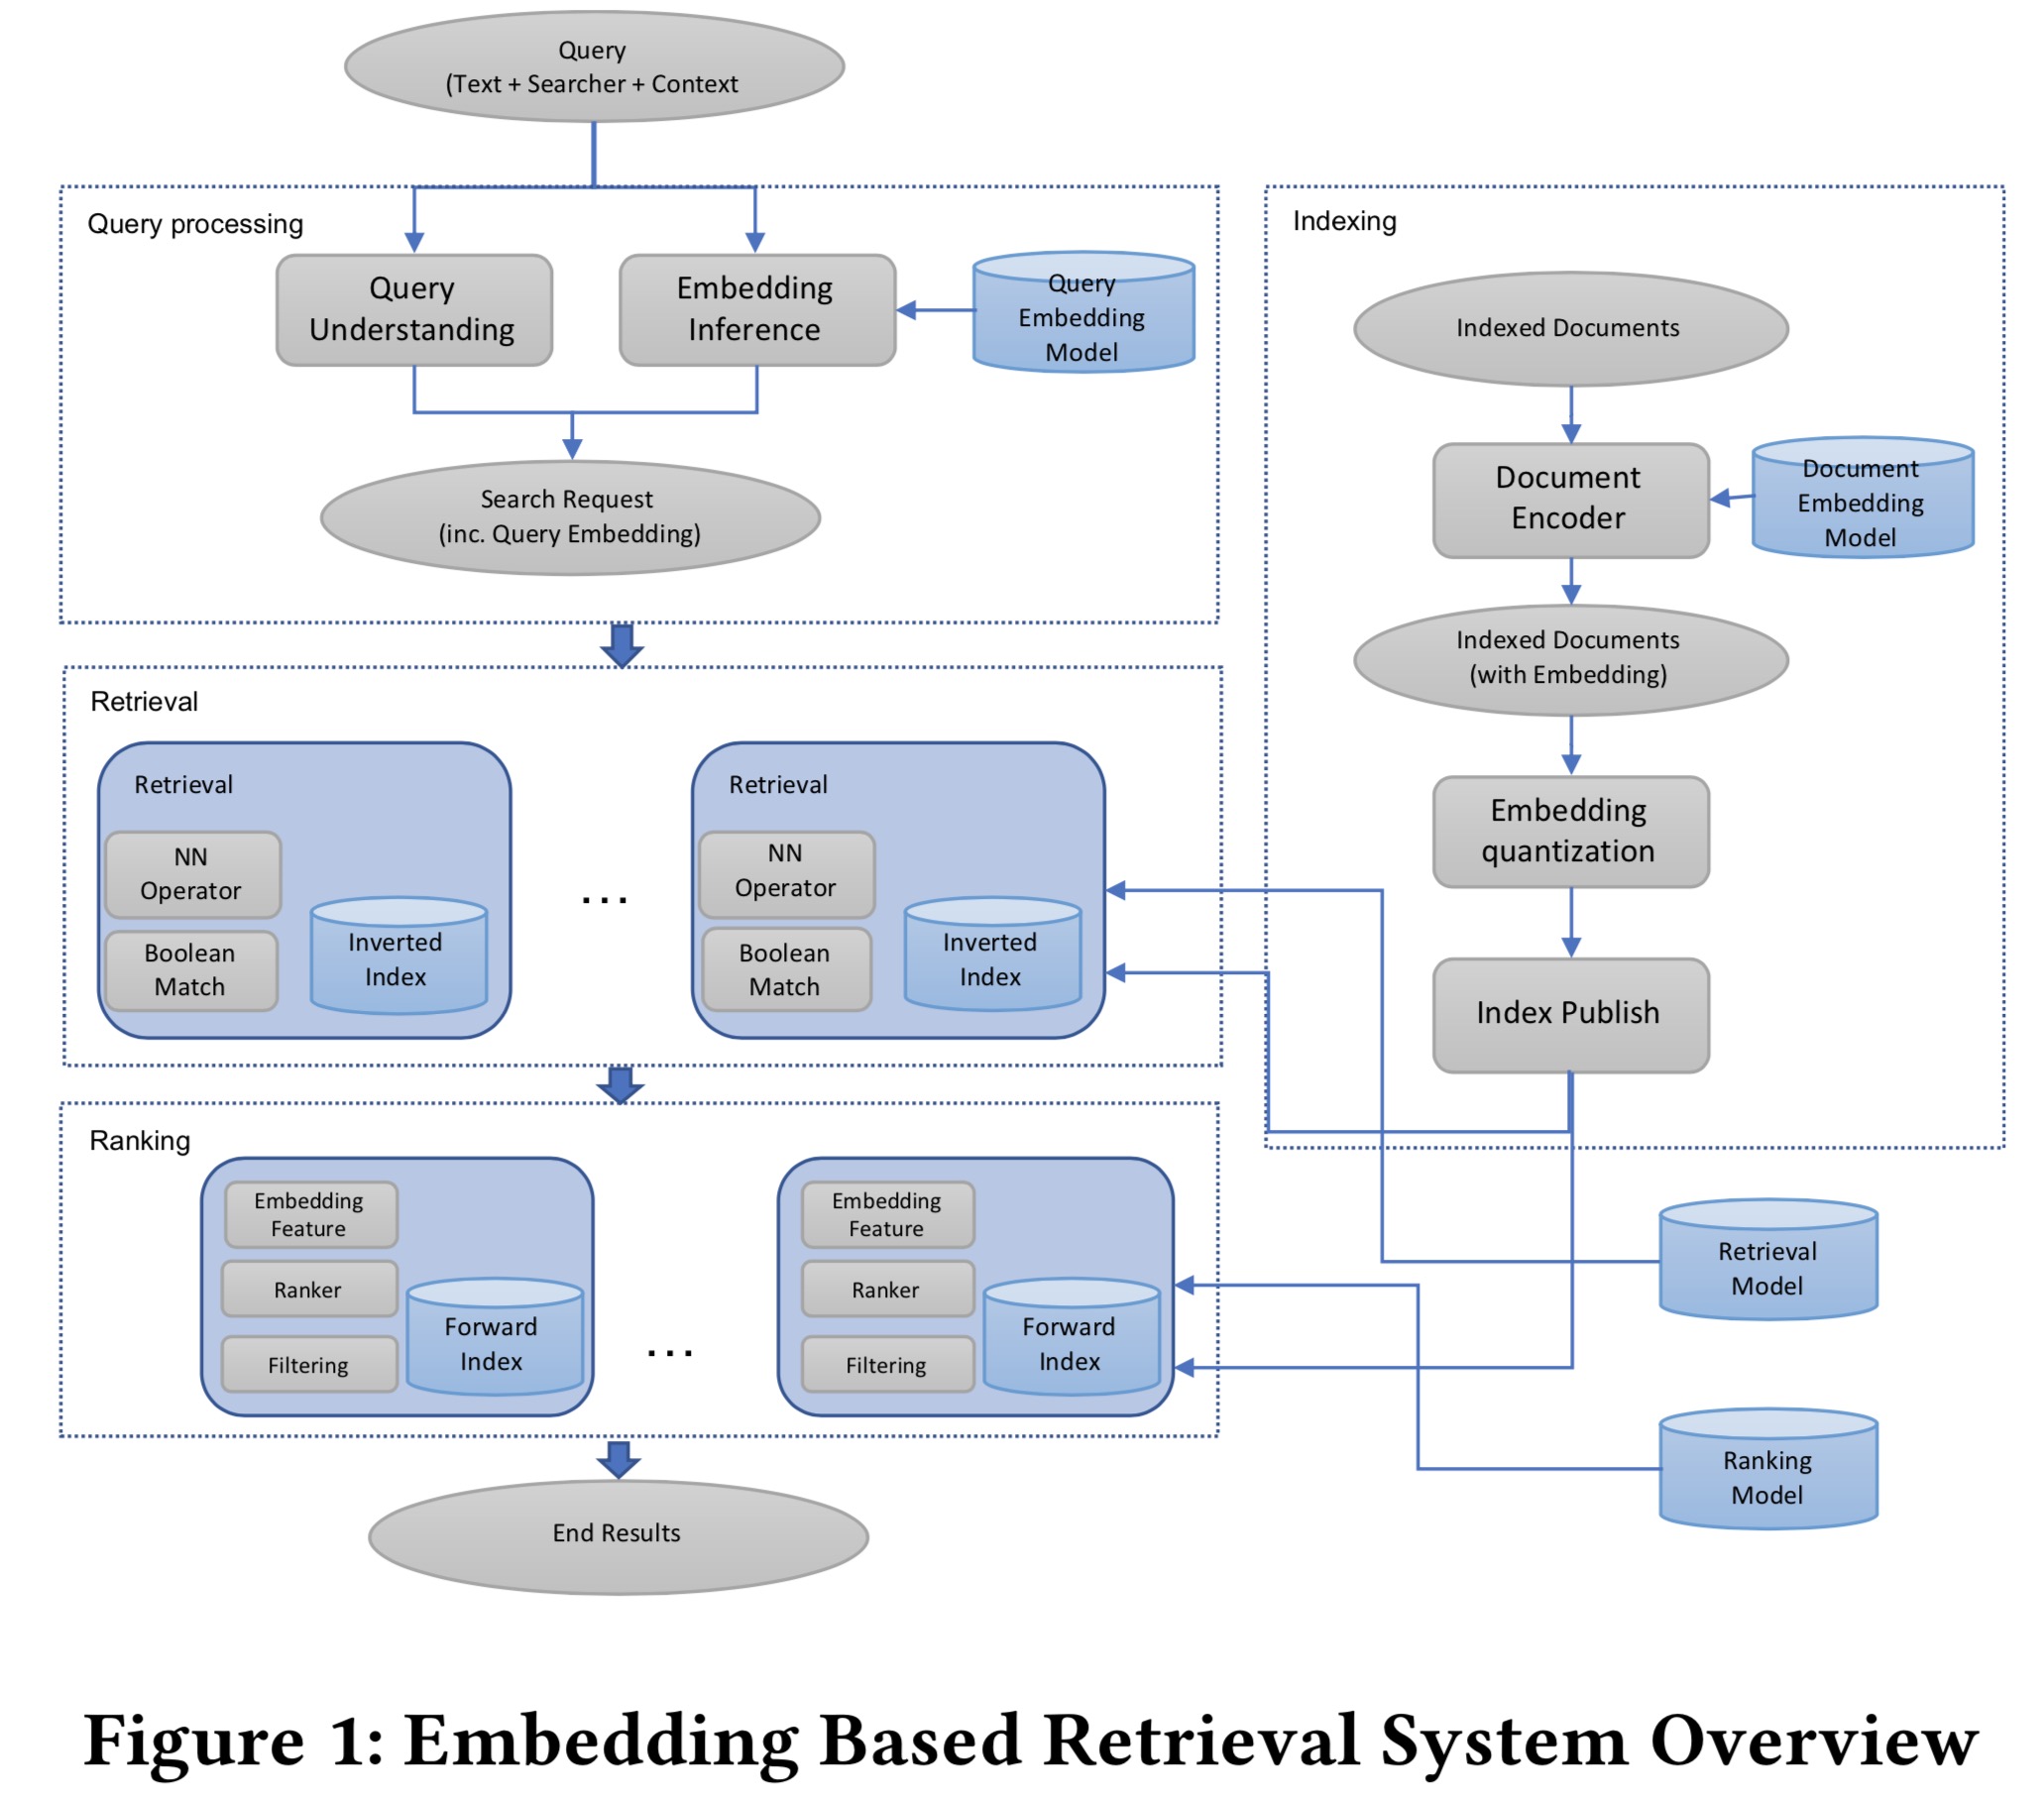 Query
(Text + Searcher + Context
Query processing
Query
Understanding
Embedding
Inference
Query
Embedding
Model
Search Request
(inc. Query Embedding)
Indexing
Indexed Documents
Document
Encoder
Document
Embedding
Model
Indexed Documents
(with Embedding)
Embedding
quantization
Index Publish
Retrieval
Retrieval
NN
Operator
Boolean
Match
Inverted
Index
...
Retrieval
NN
Operator
Boolean
Match
Inverted
Index
Ranking
Embedding
Feature
Ranker
Filtering
Forward
Index
...
Embedding
Feature
Ranker
Filtering
Forward
Index
Retrieval
Model
Ranking
Model
End Results
Figure 1: Embedding Based Retrieval System Overview